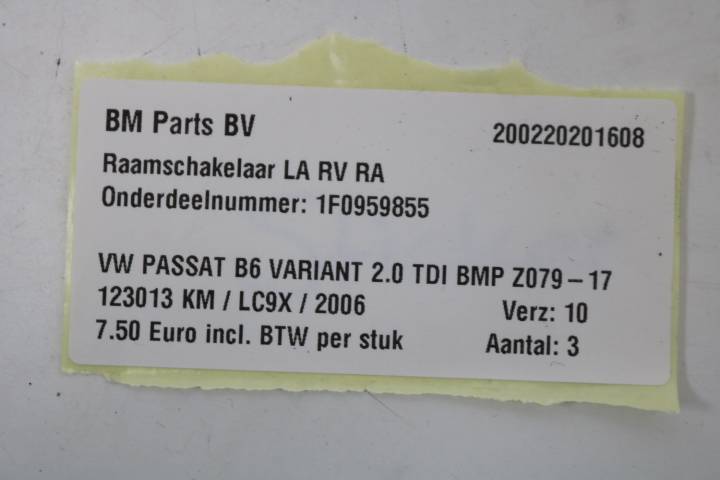 BM Parts BV 200220201608
Raamschakelaar LA RV RA
Onderdeelnummer: 1F0959855
VW PASSAT B6 VARIANT 2.0 TDI BMP Z079-17
123013 KM / LC9X / 2006 Verz: 10
7.50 Euro incl. BTW per stuk Aantal: 3